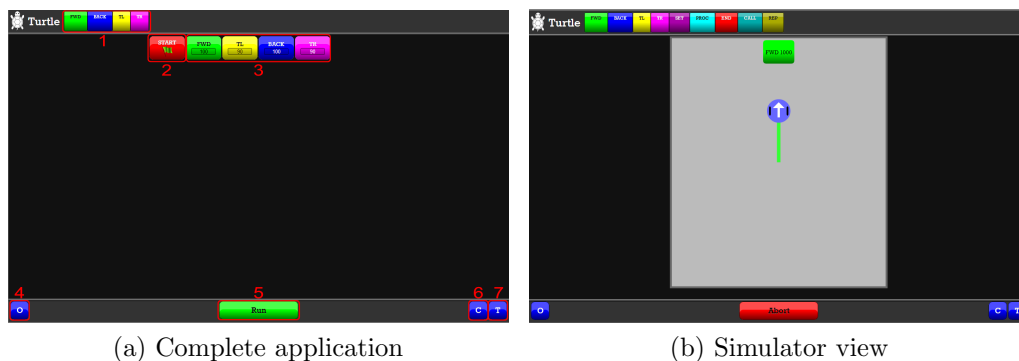 Turtle FWD BACK TL TR
1
START FWD TL BACK TR
100 90 100 90
2 3
4 5 6 7
O Run C T
(a) Complete application
Turtle FWD BACK TL TR SET PROC END CALL REP
FWD 1000
O Abort C T
(b) Simulator view